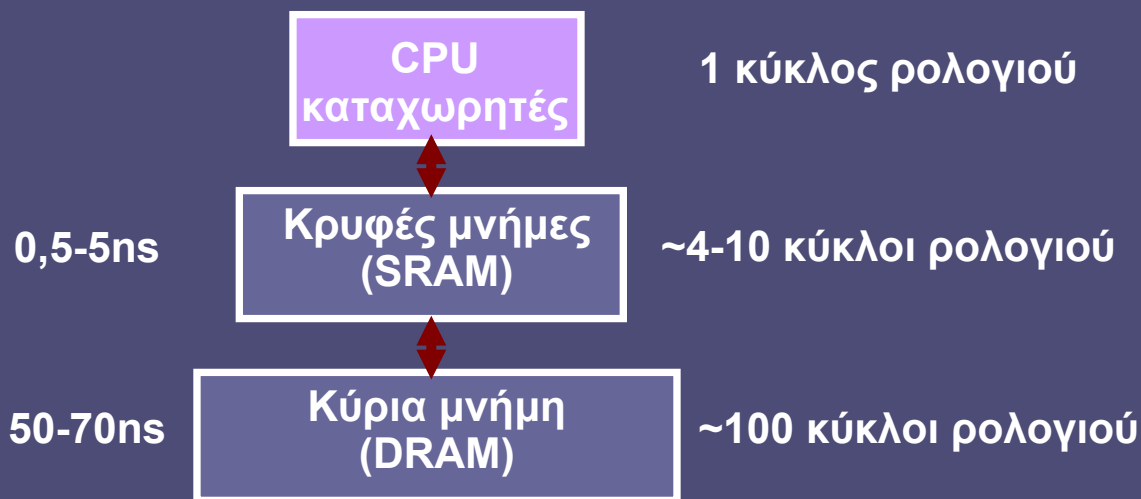 CPU
καταχωρητές
1 κύκλος ρολογιού
0,5-5ns
Κρυφές μνήμες
(SRAM)
~4-10 κύκλοι ρολογιού
50-70ns
Κύρια μνήμη
(DRAM)
~100 κύκλοι ρολογιού